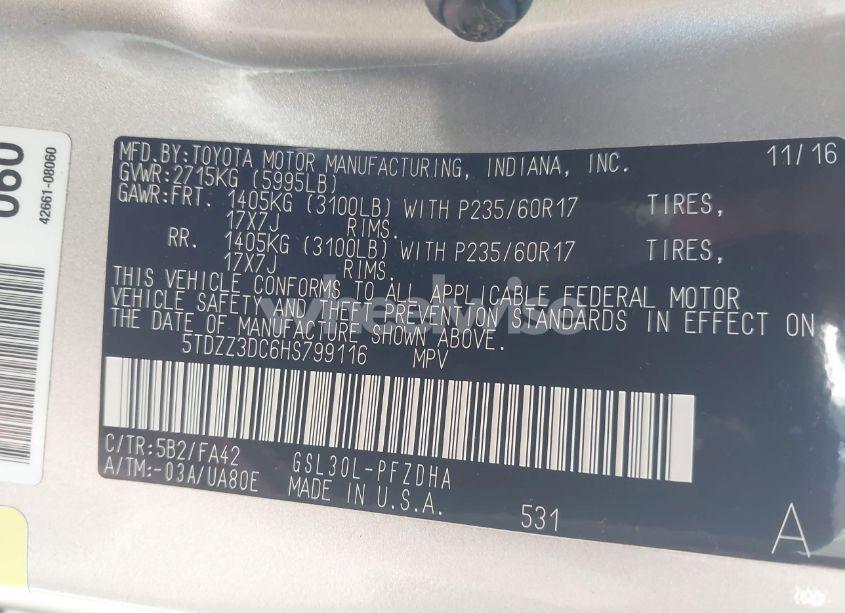 060
42661-08060
MFD.BY:TOYOTA MOTOR MANUFACTURING, INDIANA, INC. 11/16
GVWR:2715KG (5995LB)
GAWR:FRT. 1405KG (3100LB) WITH P235/60R17 TIRES,
17X7J RIMS.
RR. 1405KG (3100LB) WITH P235/60R17 TIRES,
17X7J RIMS.
THIS VEHICLE CONFORMS TO ALL APPLICABLE FEDERAL MOTOR
VEHICLE SAFETY AND THEFT PREVENTION STANDARDS IN EFFECT ON
THE DATE OF MANUFACTURE SHOWN ABOVE.
wheelwise
5TDZZ3DC6HS799116 MPV
C/TR:5B2/FA42 GSL30L-PFZDHA
A/TM:-03A/UA80E MADE IN U.S.A. 531
A